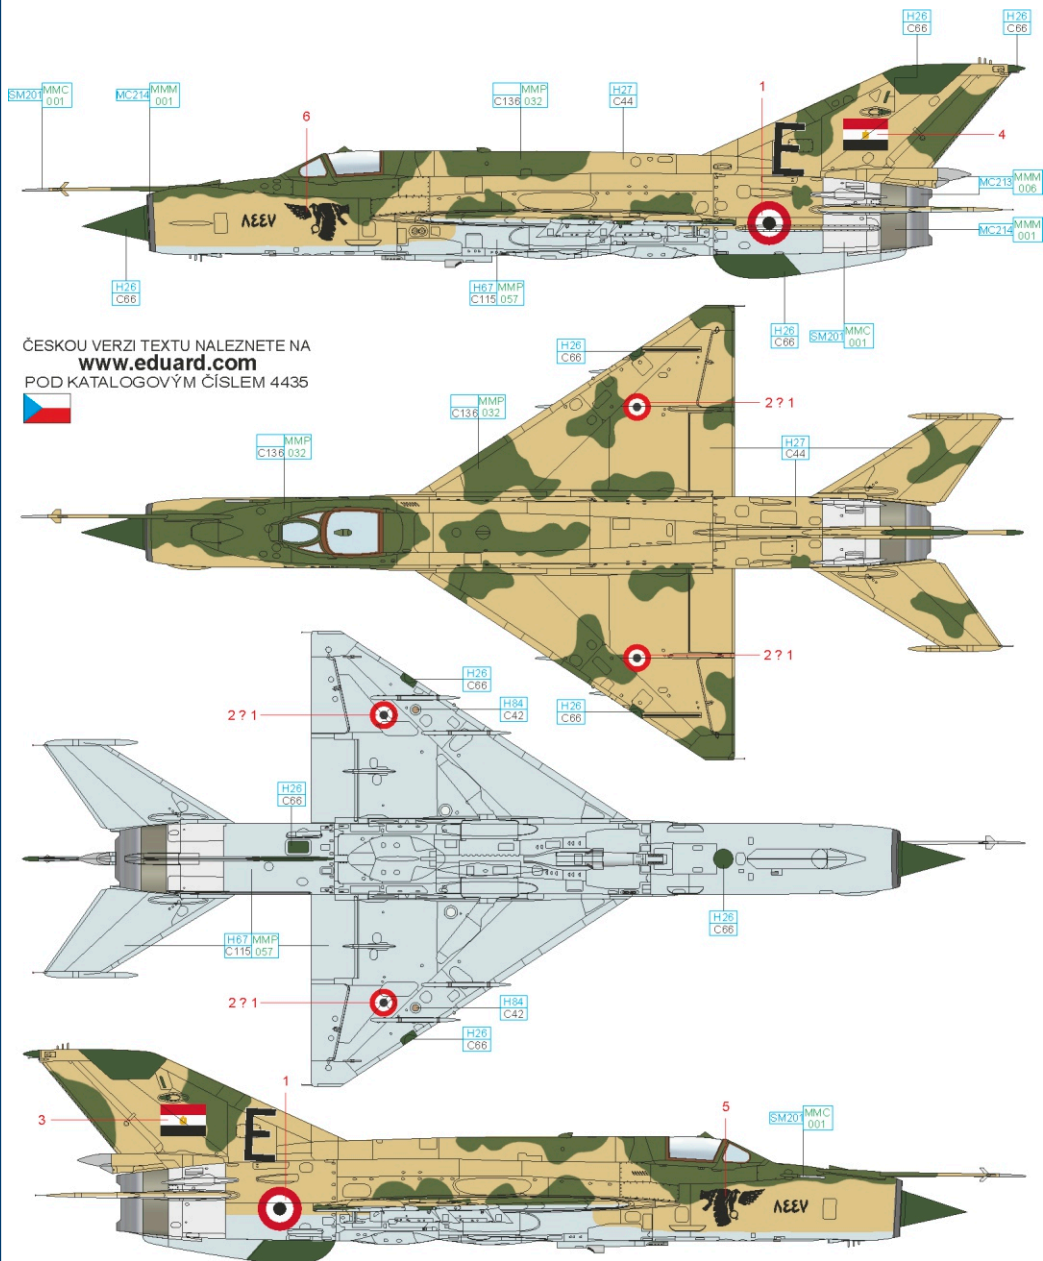 H26
C66
H26
C66
SM201 MMC
001
MC214 MMM
001
MMP
C136 032
H27
C44
1
6
E
4
٨٤٤٧
MC213 MMM
006
MC214 MMM
001
H26
C66
H67 MMP
C115 057
H26
C66
SM201 MMC
001
ČESKOU VERZI TEXTU NALEZNETE NA
www.eduard.com
POD KATALOGOVÝM ČÍSLEM 4435
H26
C66
MMP
C136 032
2 ? 1
MMP
C136 032
H27
C44
2 ? 1
H26
C66
H26
C66
H84
C42
2 ? 1
H26
C66
H26
C66
H67 MMP
C115 057
2 ? 1
H84
C42
H26
C66
1
3
E
5
SM201 MMC
001
٨٤٤٧